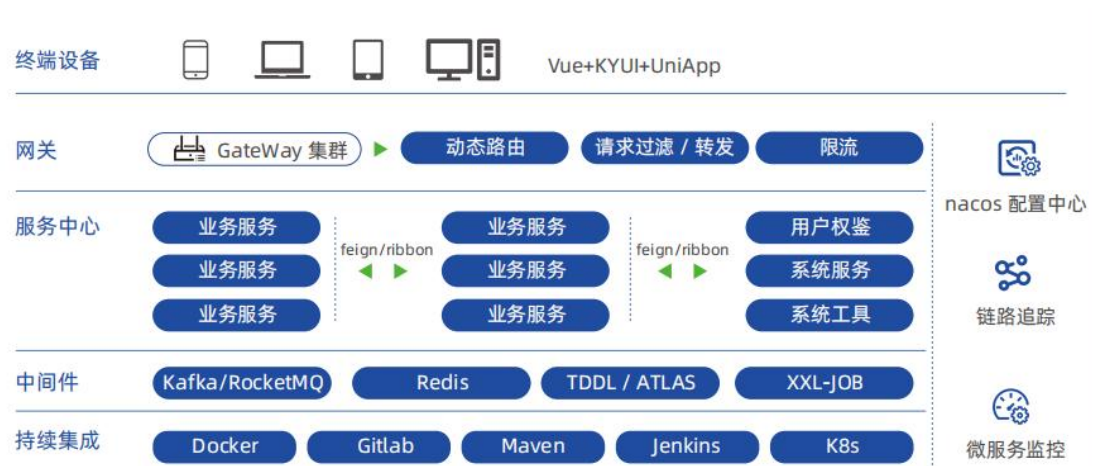 终端设备
Vue+KYUI+UniApp
网关
GateWay 集群
动态路由
请求过滤 / 转发
限流
服务中心
业务服务
业务服务
用户权鉴
feign/ribbon
feign/ribbon
业务服务
业务服务
系统服务
业务服务
业务服务
系统工具
中间件
Kafka/RocketMQ
Redis
TDDL / ATLAS
XXL-JOB
持续集成
Docker
Gitlab
Maven
Jenkins
K8s
nacos 配置中心
链路追踪
微服务监控